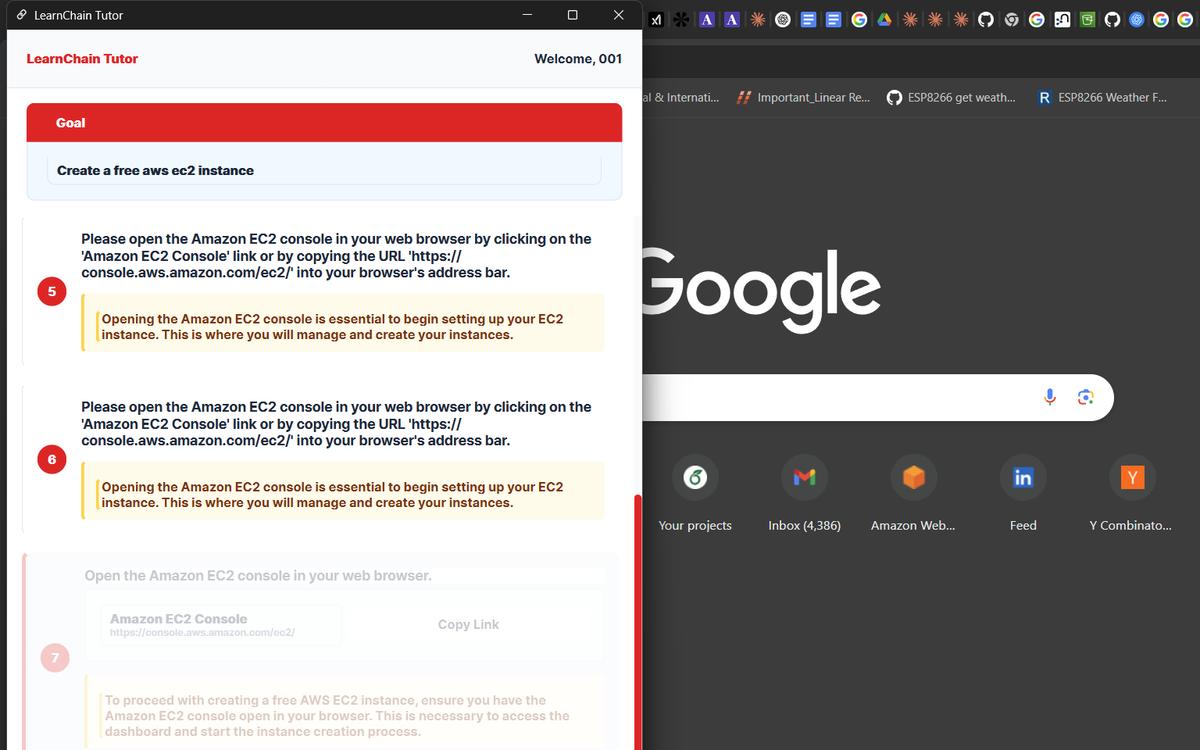 LearnChain Tutor
LearnChain Tutor
Welcome, 001
Goal
Create a free aws ec2 instance
5
Please open the Amazon EC2 console in your web browser by clicking on the
'Amazon EC2 Console' link or by copying the URL 'https://
console.aws.amazon.com/ec2/' into your browser's address bar.
Opening the Amazon EC2 console is essential to begin setting up your EC2
instance. This is where you will manage and create your instances.
6
Please open the Amazon EC2 console in your web browser by clicking on the
'Amazon EC2 Console' link or by copying the URL 'https://
console.aws.amazon.com/ec2/' into your browser's address bar.
Opening the Amazon EC2 console is essential to begin setting up your EC2
instance. This is where you will manage and create your instances.
7
Open the Amazon EC2 console in your web browser.
Amazon EC2 Console
https://console.aws.amazon.com/ec2/
Copy Link
To proceed with creating a free AWS EC2 instance, ensure you have the
Amazon EC2 console open in your browser. This is necessary to access the
dashboard and start the instance creation process.
al & Internati...
Important_Linear Re...
ESP8266 get weath...
R
ESP8266 Weather F...
Google
Your projects
Inbox (4,386)
Amazon Web...
in
Feed
Y
Y Combinato...